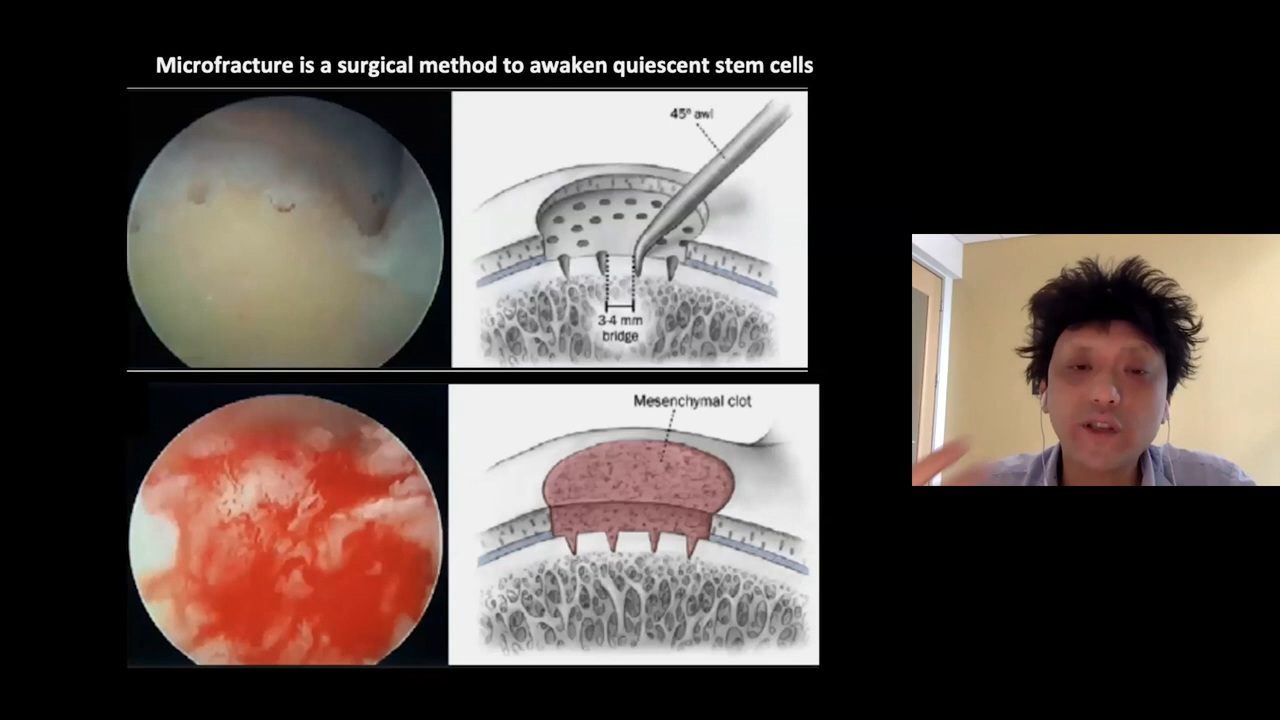 Microfracture is a surgical method to awaken quiescent stem cells
45° awl
3-4 mm
bridge
Mesenchymal clot